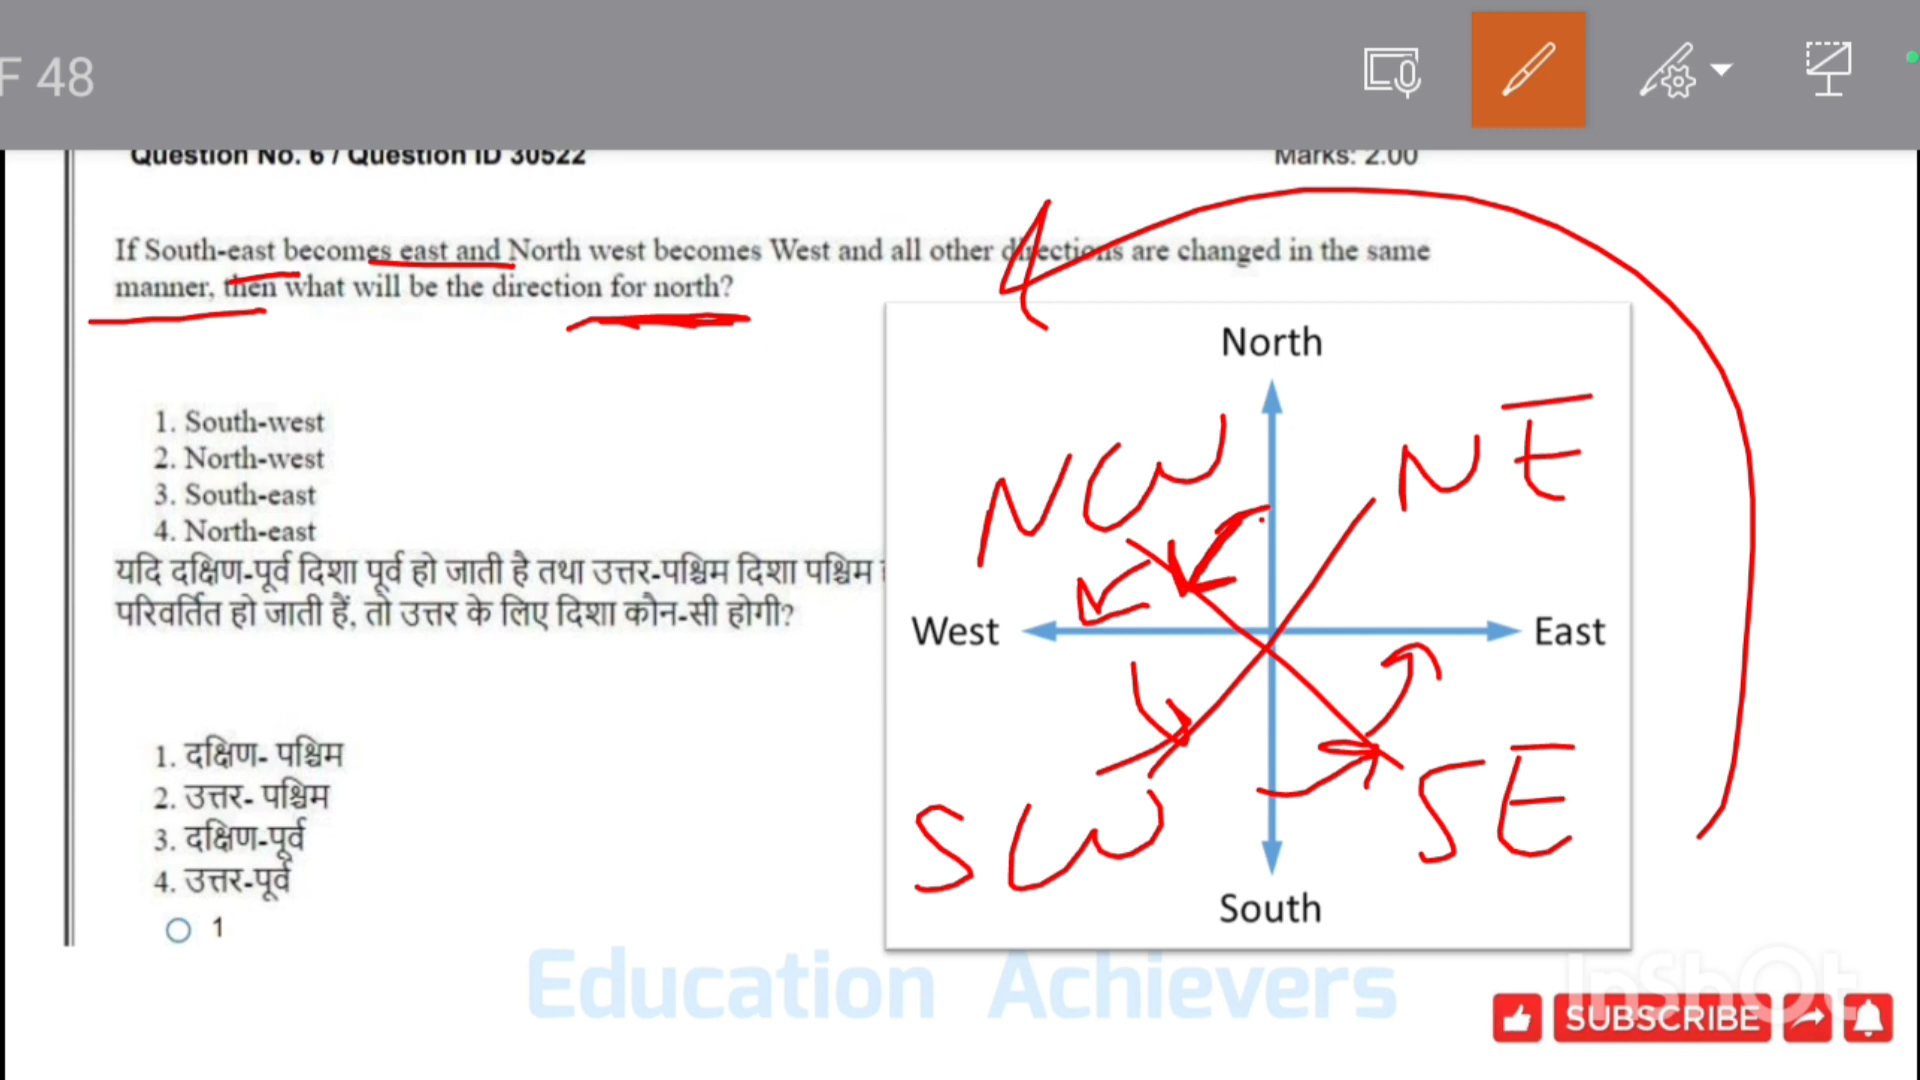 F 48
Question No. 6 / Question ID 30522
Marks: 2.00
If South-east becomes east and North west becomes West and all other directions are changed in the same
manner, then what will be the direction for north?
1. South-west
2. North-west
3. South-east
4. North-east
यदि दक्षिण-पूर्व दिशा पूर्व हो जाती है तथा उत्तर-पश्चिम दिशा पश्चिम
परिवर्तित हो जाती हैं, तो उत्तर के लिए दिशा कौन-सी होगी?
1. दक्षिण- पश्चिम
2. उत्तर- पश्चिम
3. दक्षिण-पूर्व
4. उत्तर-पूर्व
1
North
NW
NE
West
East
SW
SE
South
Education Achievers
InShOt
SUBSCRIBE